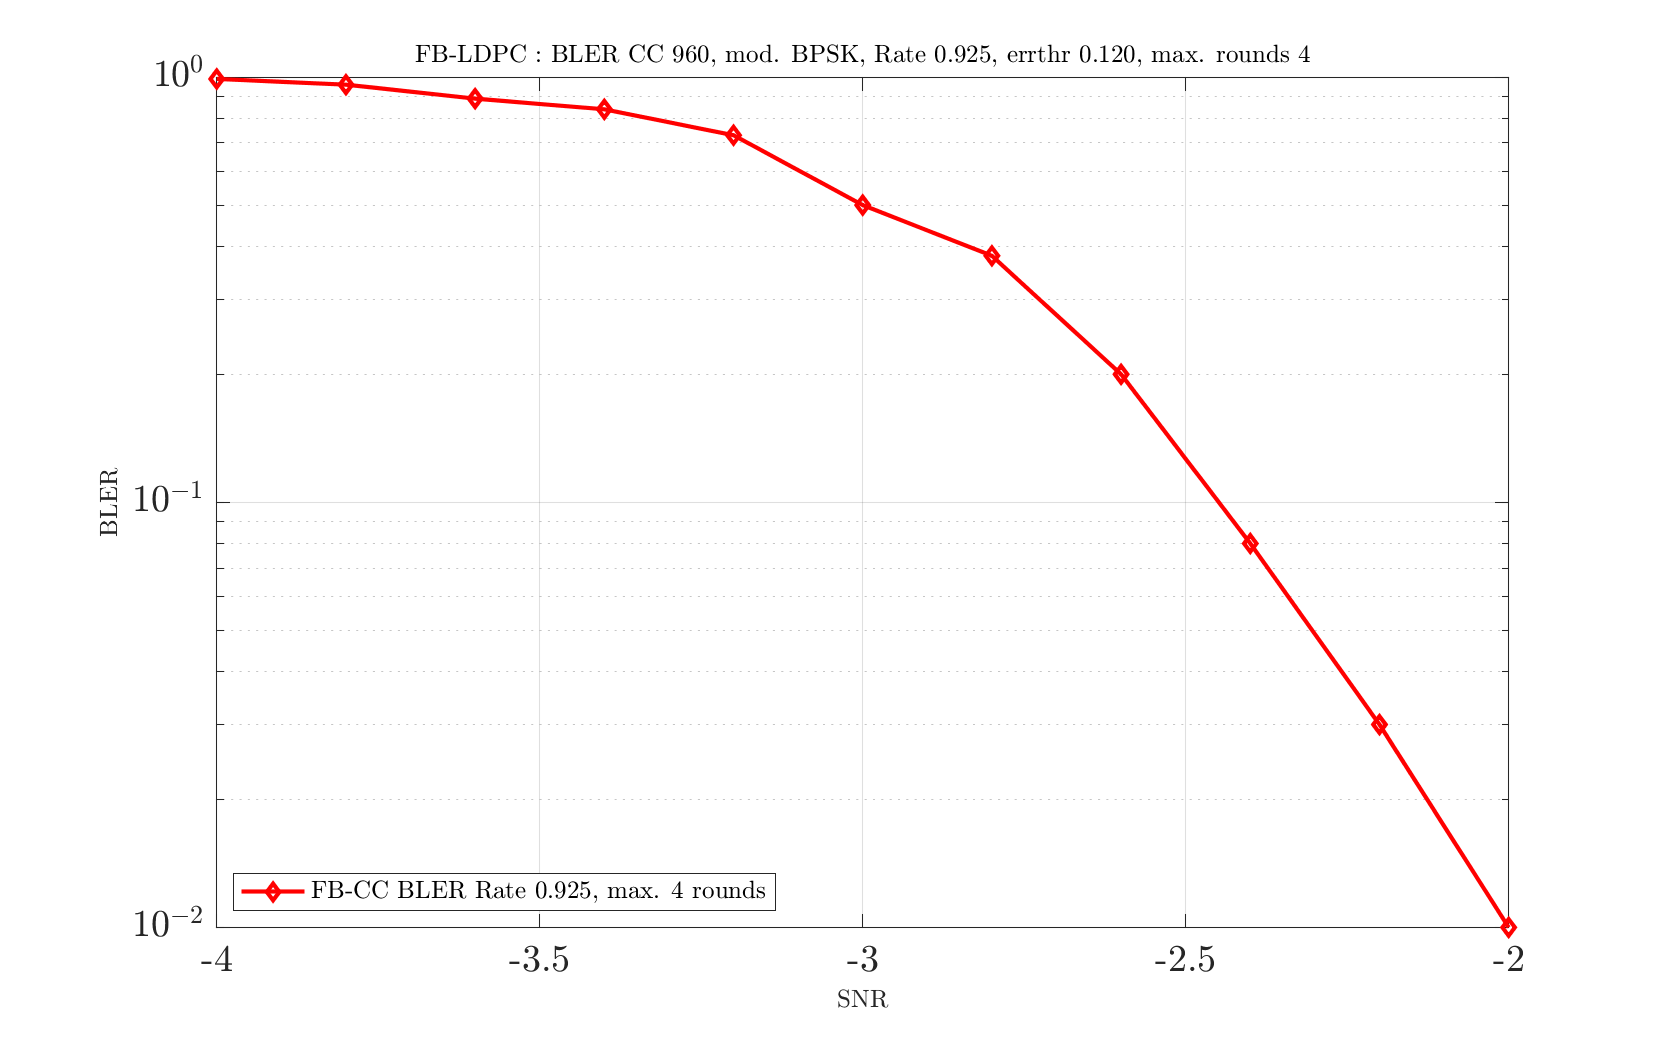 FB-LDPC : BLER CC 960, mod. BPSK, Rate 0.925, errthr 0.120, max. rounds 4
10^0
10^-1
10^-2
BLER
FB-CC BLER Rate 0.925, max. 4 rounds
-4 -3.5 -3 -2.5 -2
SNR